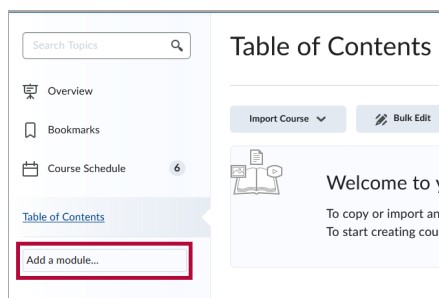 Search Topics
Overview
Bookmarks
Course Schedule 6
Table of Contents
Add a module...
Table of Contents
Import Course
Bulk Edit
Welcome to
To copy or import an
To start creating